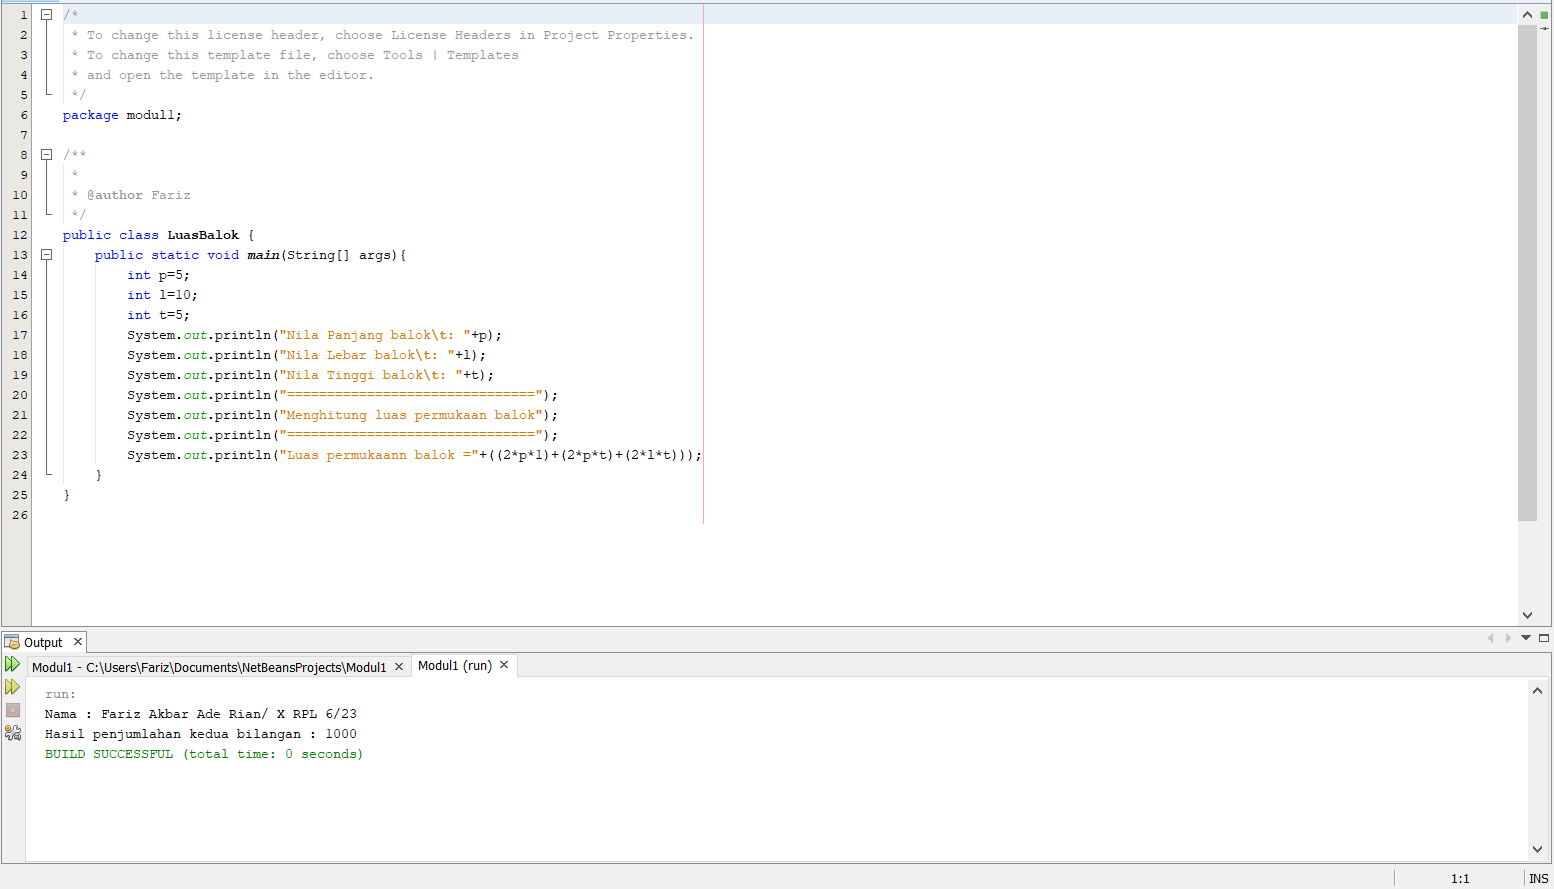 1 /*
2  * To change this license header, choose License Headers in Project Properties.
3  * To change this template file, choose Tools | Templates
4  * and open the template in the editor.
5  */
6 package modul1;
7
8 /**
9  *
10  * @author Fariz
11  */
12 public class LuasBalok {
13     public static void main(String[] args){
14         int p=5;
15         int l=10;
16         int t=5;
17         System.out.println("Nila Panjang balok\t: "+p);
18         System.out.println("Nila Lebar balok\t: "+l);
19         System.out.println("Nila Tinggi balok\t: "+t);
20         System.out.println("===============================");
21         System.out.println("Menghitung luas permukaan balok");
22         System.out.println("===============================");
23         System.out.println("Luas permukaann balok ="+((2*p*l)+(2*p*t)+(2*l*t)));
24     }
25 }
26
Output
Modul1 - C:\Users\Fariz\Documents\NetBeansProjects\Modul1 Modul1 (run)
run:
Nama : Fariz Akbar Ade Rian/ X RPL 6/23
Hasil penjumlahan kedua bilangan : 1000
BUILD SUCCESSFUL (total time: 0 seconds)
1:1 INS